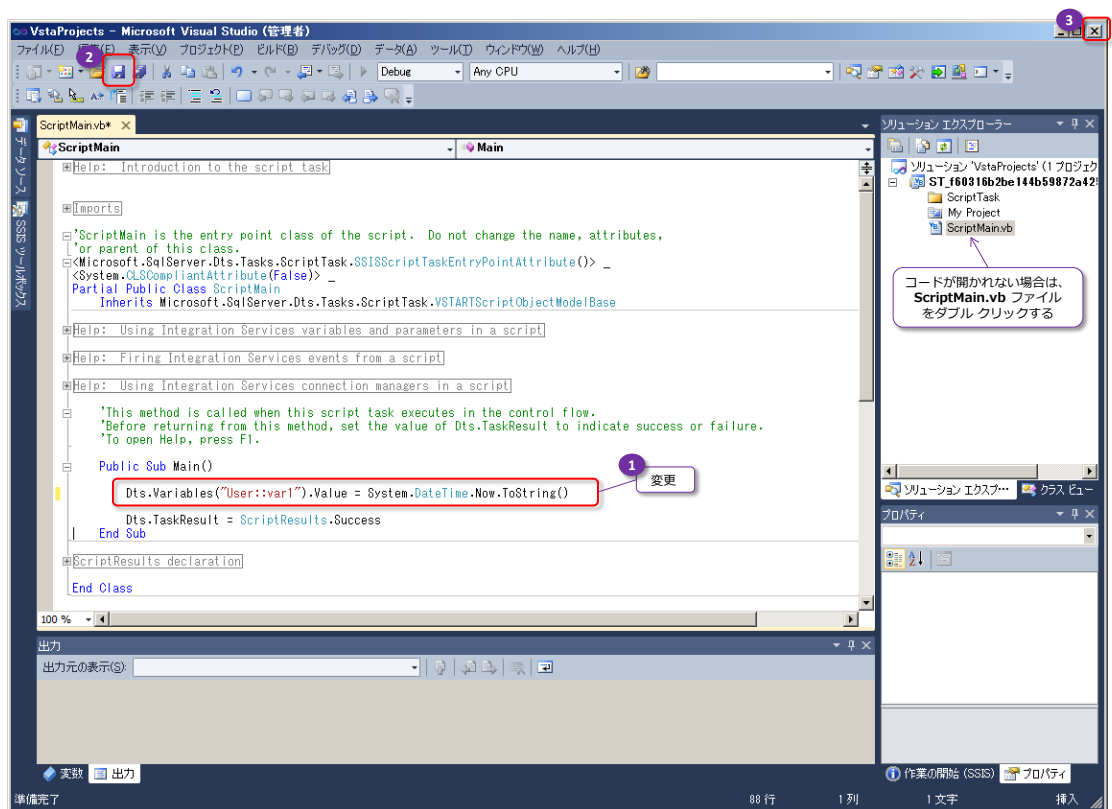 VstaProjects - Microsoft Visual Studio (管理者)
3
ファイル(F) 編集(E) 表示(V) プロジェクト(P) ビルド(B) デバッグ(D) データ(A) ツール(T) ウィンドウ(W) ヘルプ(H)
2
Debug Any CPU
ScriptMain.vb*
ScriptMain Main
データ ソース
SSIS ツールボックス
Help: Introduction to the script task
Imports
'ScriptMain is the entry point class of the script. Do not change the name, attributes,
'or parent of this class.
<Microsoft.SqlServer.Dts.Tasks.ScriptTask.SSISScriptTaskEntryPointAttribute()> _
<System.CLSCompliantAttribute(False)> _
Partial Public Class ScriptMain
Inherits Microsoft.SqlServer.Dts.Tasks.ScriptTask.VSTARTScriptObjectModelBase
Help: Using Integration Services variables and parameters in a script
Help: Firing Integration Services events from a script
Help: Using Integration Services connection managers in a script
'This method is called when this script task executes in the control flow.
'Before returning from this method, set the value of Dts.TaskResult to indicate success or failure.
'To open Help, press F1.
Public Sub Main()
1
変更
Dts.Variables("User::var1").Value = System.DateTime.Now.ToString()
Dts.TaskResult = ScriptResults.Success
End Sub
ScriptResults declaration
End Class
100 %
ソリューション エクスプローラー
ソリューション 'VstaProjects' (1 プロジェク
ST_f60316b2be144b59872a42
ScriptTask
My Project
ScriptMain.vb
コードが開かれない場合は、
ScriptMain.vb ファイル
をダブル クリックする
ソリューション エクスプ… クラス ビュー
プロパティ
出力
出力元の表示(S):
変数 出力
作業の開始 (SSIS) プロパティ
準備完了 88 行 1 列 1 文字 挿入